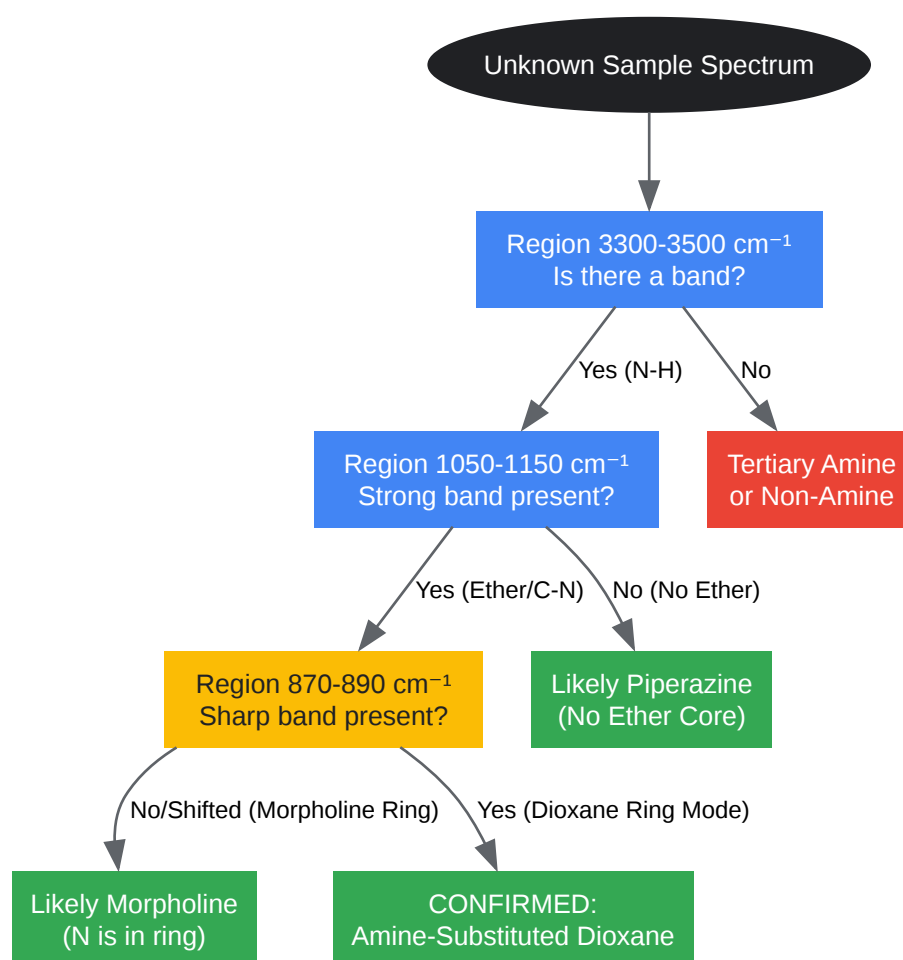 Unknown Sample Spectrum
Region 3300-3500 cm⁻¹
Is there a band?
Yes (N-H)
No
Region 1050-1150 cm⁻¹
Strong band present?
Tertiary Amine
or Non-Amine
Yes (Ether/C-N)
No (No Ether)
Region 870-890 cm⁻¹
Sharp band present?
Likely Piperazine
(No Ether Core)
No/Shifted (Morpholine Ring)
Yes (Dioxane Ring Mode)
Likely Morpholine
(N is in ring)
CONFIRMED:
Amine-Substituted Dioxane